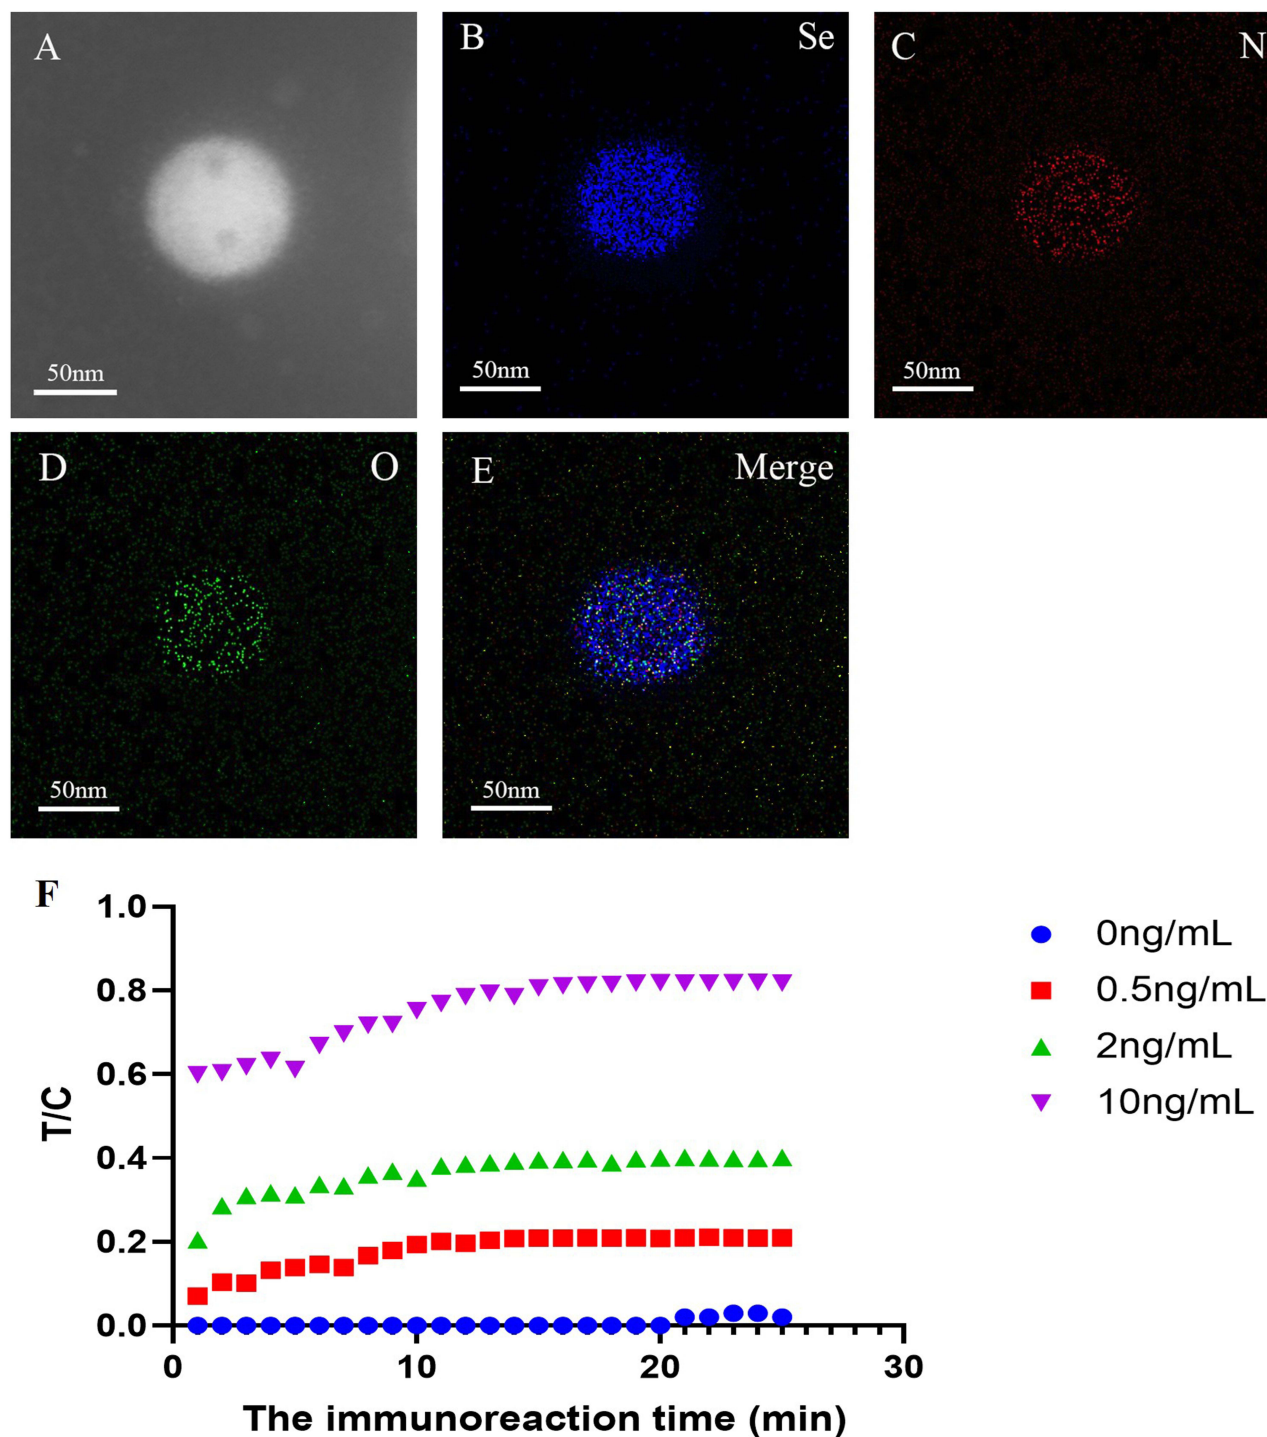 A
50nm
B Se
50nm
C N
50nm
D O
50nm
E Merge
50nm
F
1.0
0.8
0.6
0.4
0.2
0.0
T/C
0 10 20 30
The immunoreaction time (min)
0ng/mL
0.5ng/mL
2ng/mL
10ng/mL